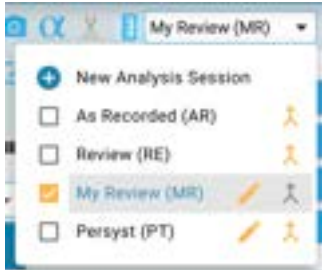 α My Review (MR)
New Analysis Session
As Recorded (AR)
Review (RE)
My Review (MR)
Persyst (PT)